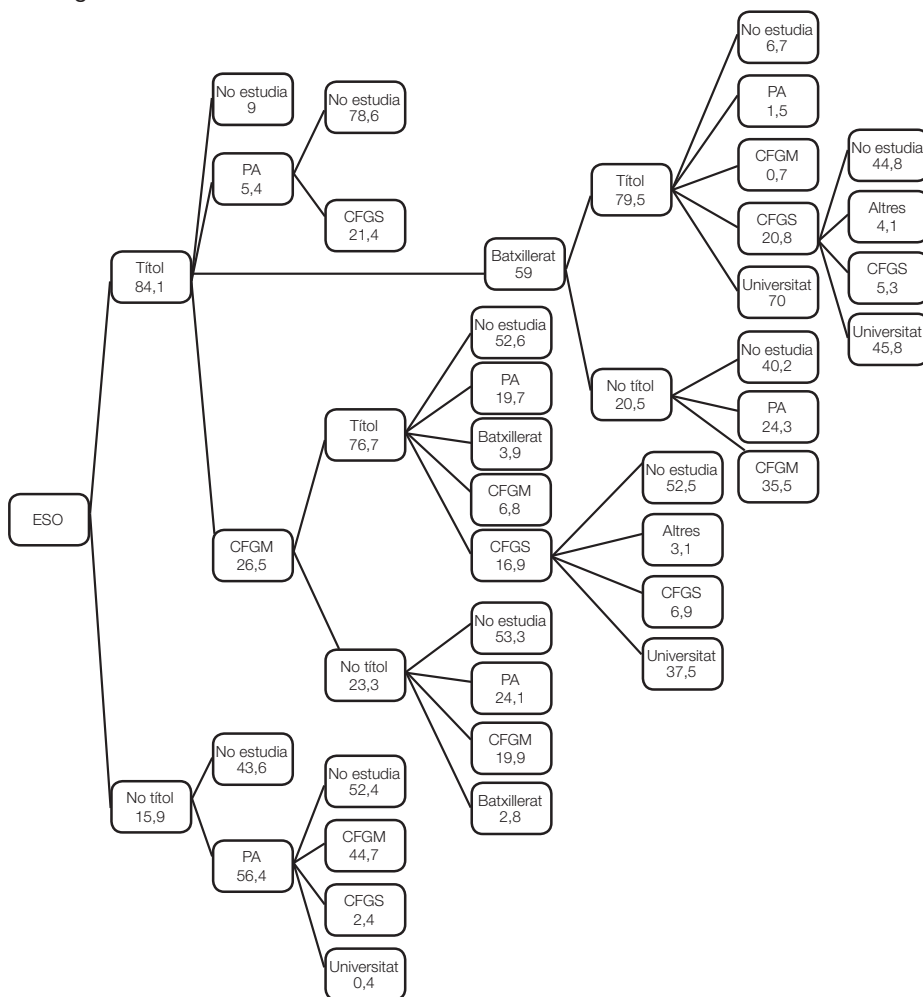 No estudia
6,7
PA
1,5
CFGM
0,7
CFGS
20,8
Universitat
70
No estudia
44,8
Altres
4,1
CFGS
5,3
Universitat
45,8
No estudia
9
PA
5,4
No estudia
78,6
CFGS
21,4
Títol
79,5
Títol
84,1
Batxillerat
59
No títol
20,5
No estudia
40,2
PA
24,3
CFGM
35,5
No estudia
52,6
PA
19,7
Batxillerat
3,9
CFGM
6,8
CFGS
16,9
Títol
76,7
No estudia
52,5
Altres
3,1
CFGS
6,9
Universitat
37,5
ESO
CFGM
26,5
No títol
23,3
No estudia
53,3
PA
24,1
CFGM
19,9
Batxillerat
2,8
No títol
15,9
No estudia
43,6
PA
56,4
No estudia
52,4
CFGM
44,7
CFGS
2,4
Universitat
0,4